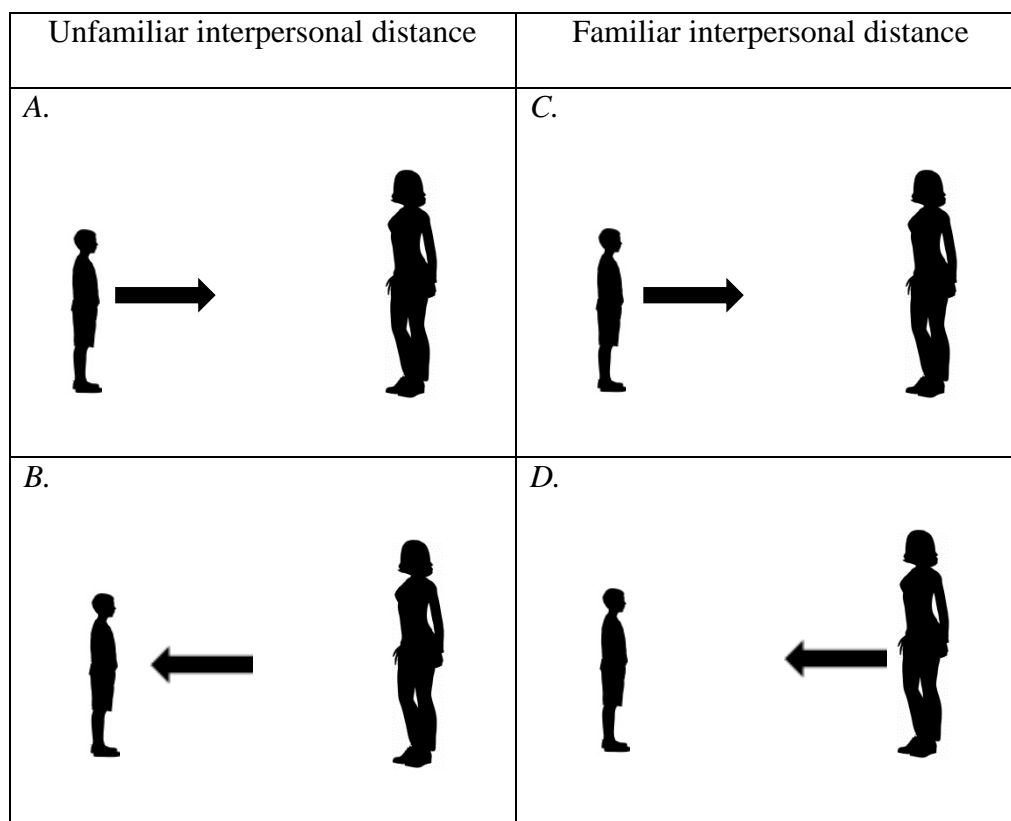 Unfamiliar interpersonal distance
Familiar interpersonal distance
A.
C.
B.
D.